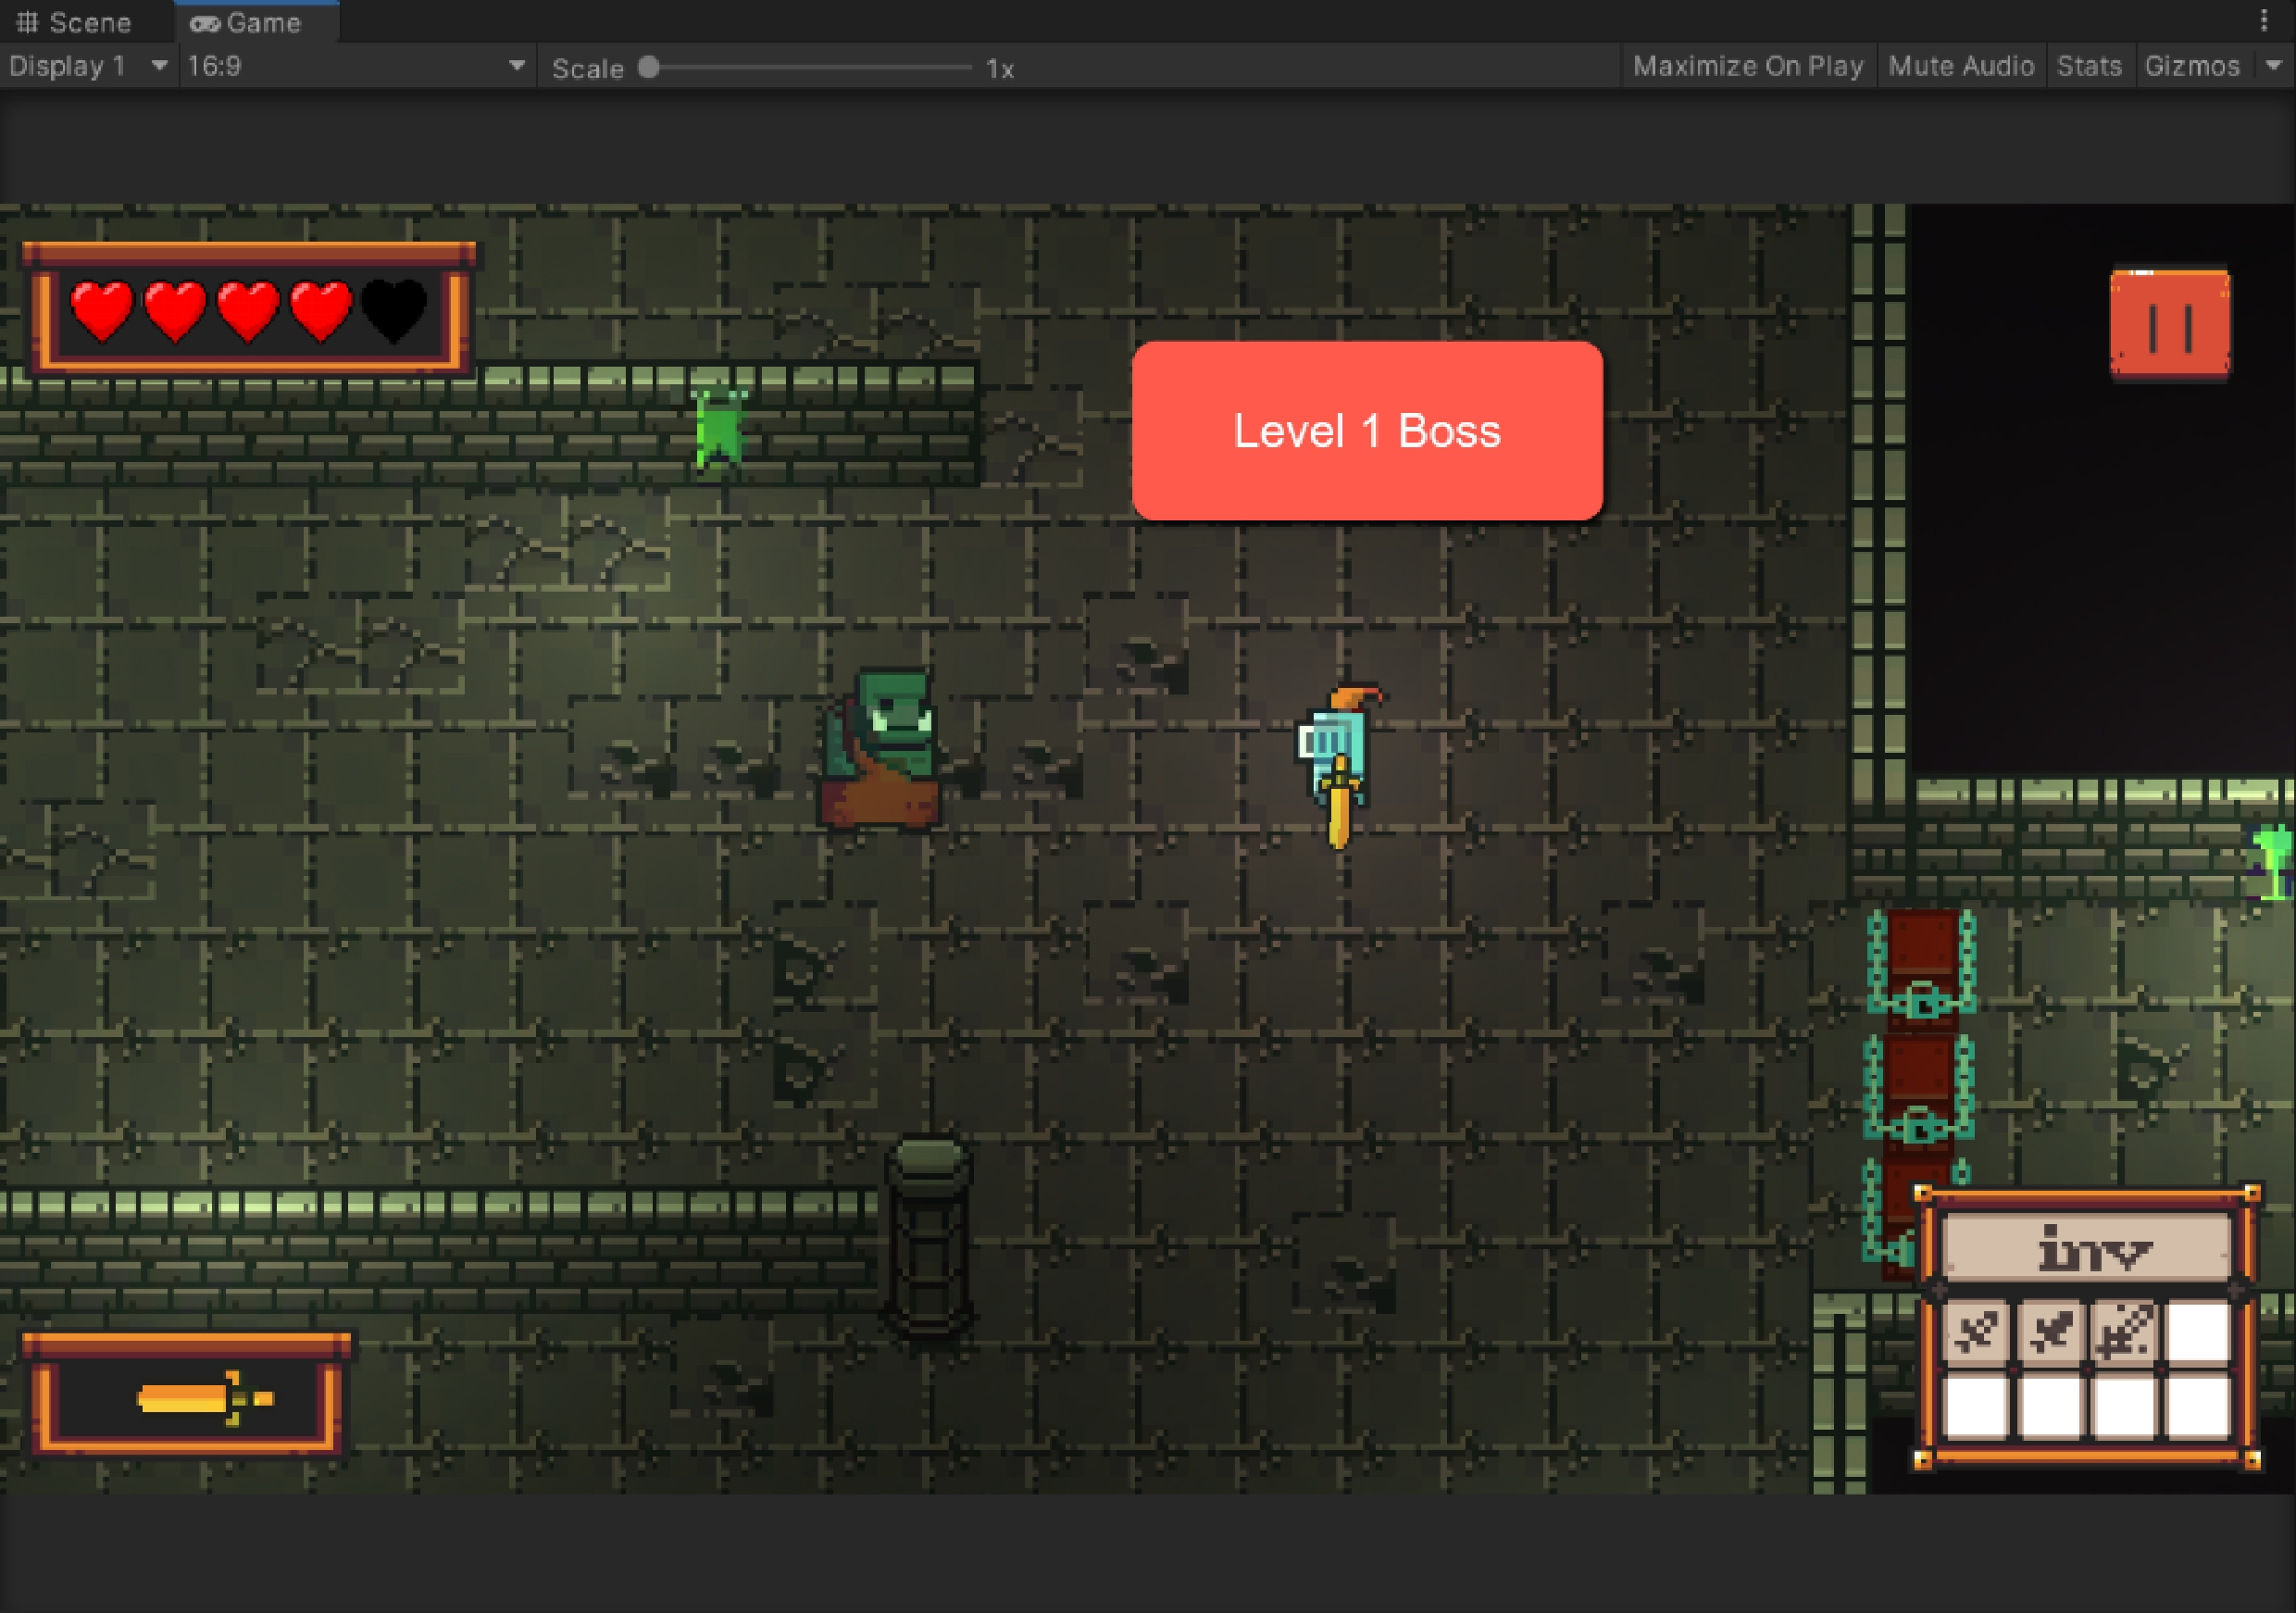 Scene
Game
Display 1
16:9
Scale
1x
Maximize On Play
Mute Audio
Stats
Gizmos
Level 1 Boss
inv